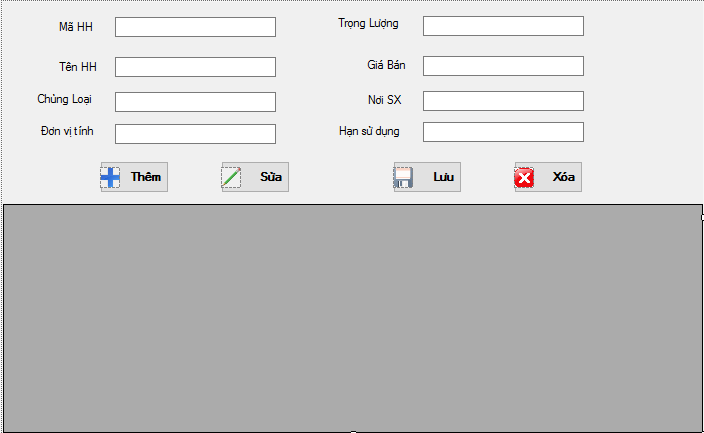 Mã HH
Trọng Lượng
Tên HH
Giá Bán
Chủng Loại
Nơi SX
Đơn vị tính
Hạn sử dụng
Thêm
Sửa
Lưu
Xóa